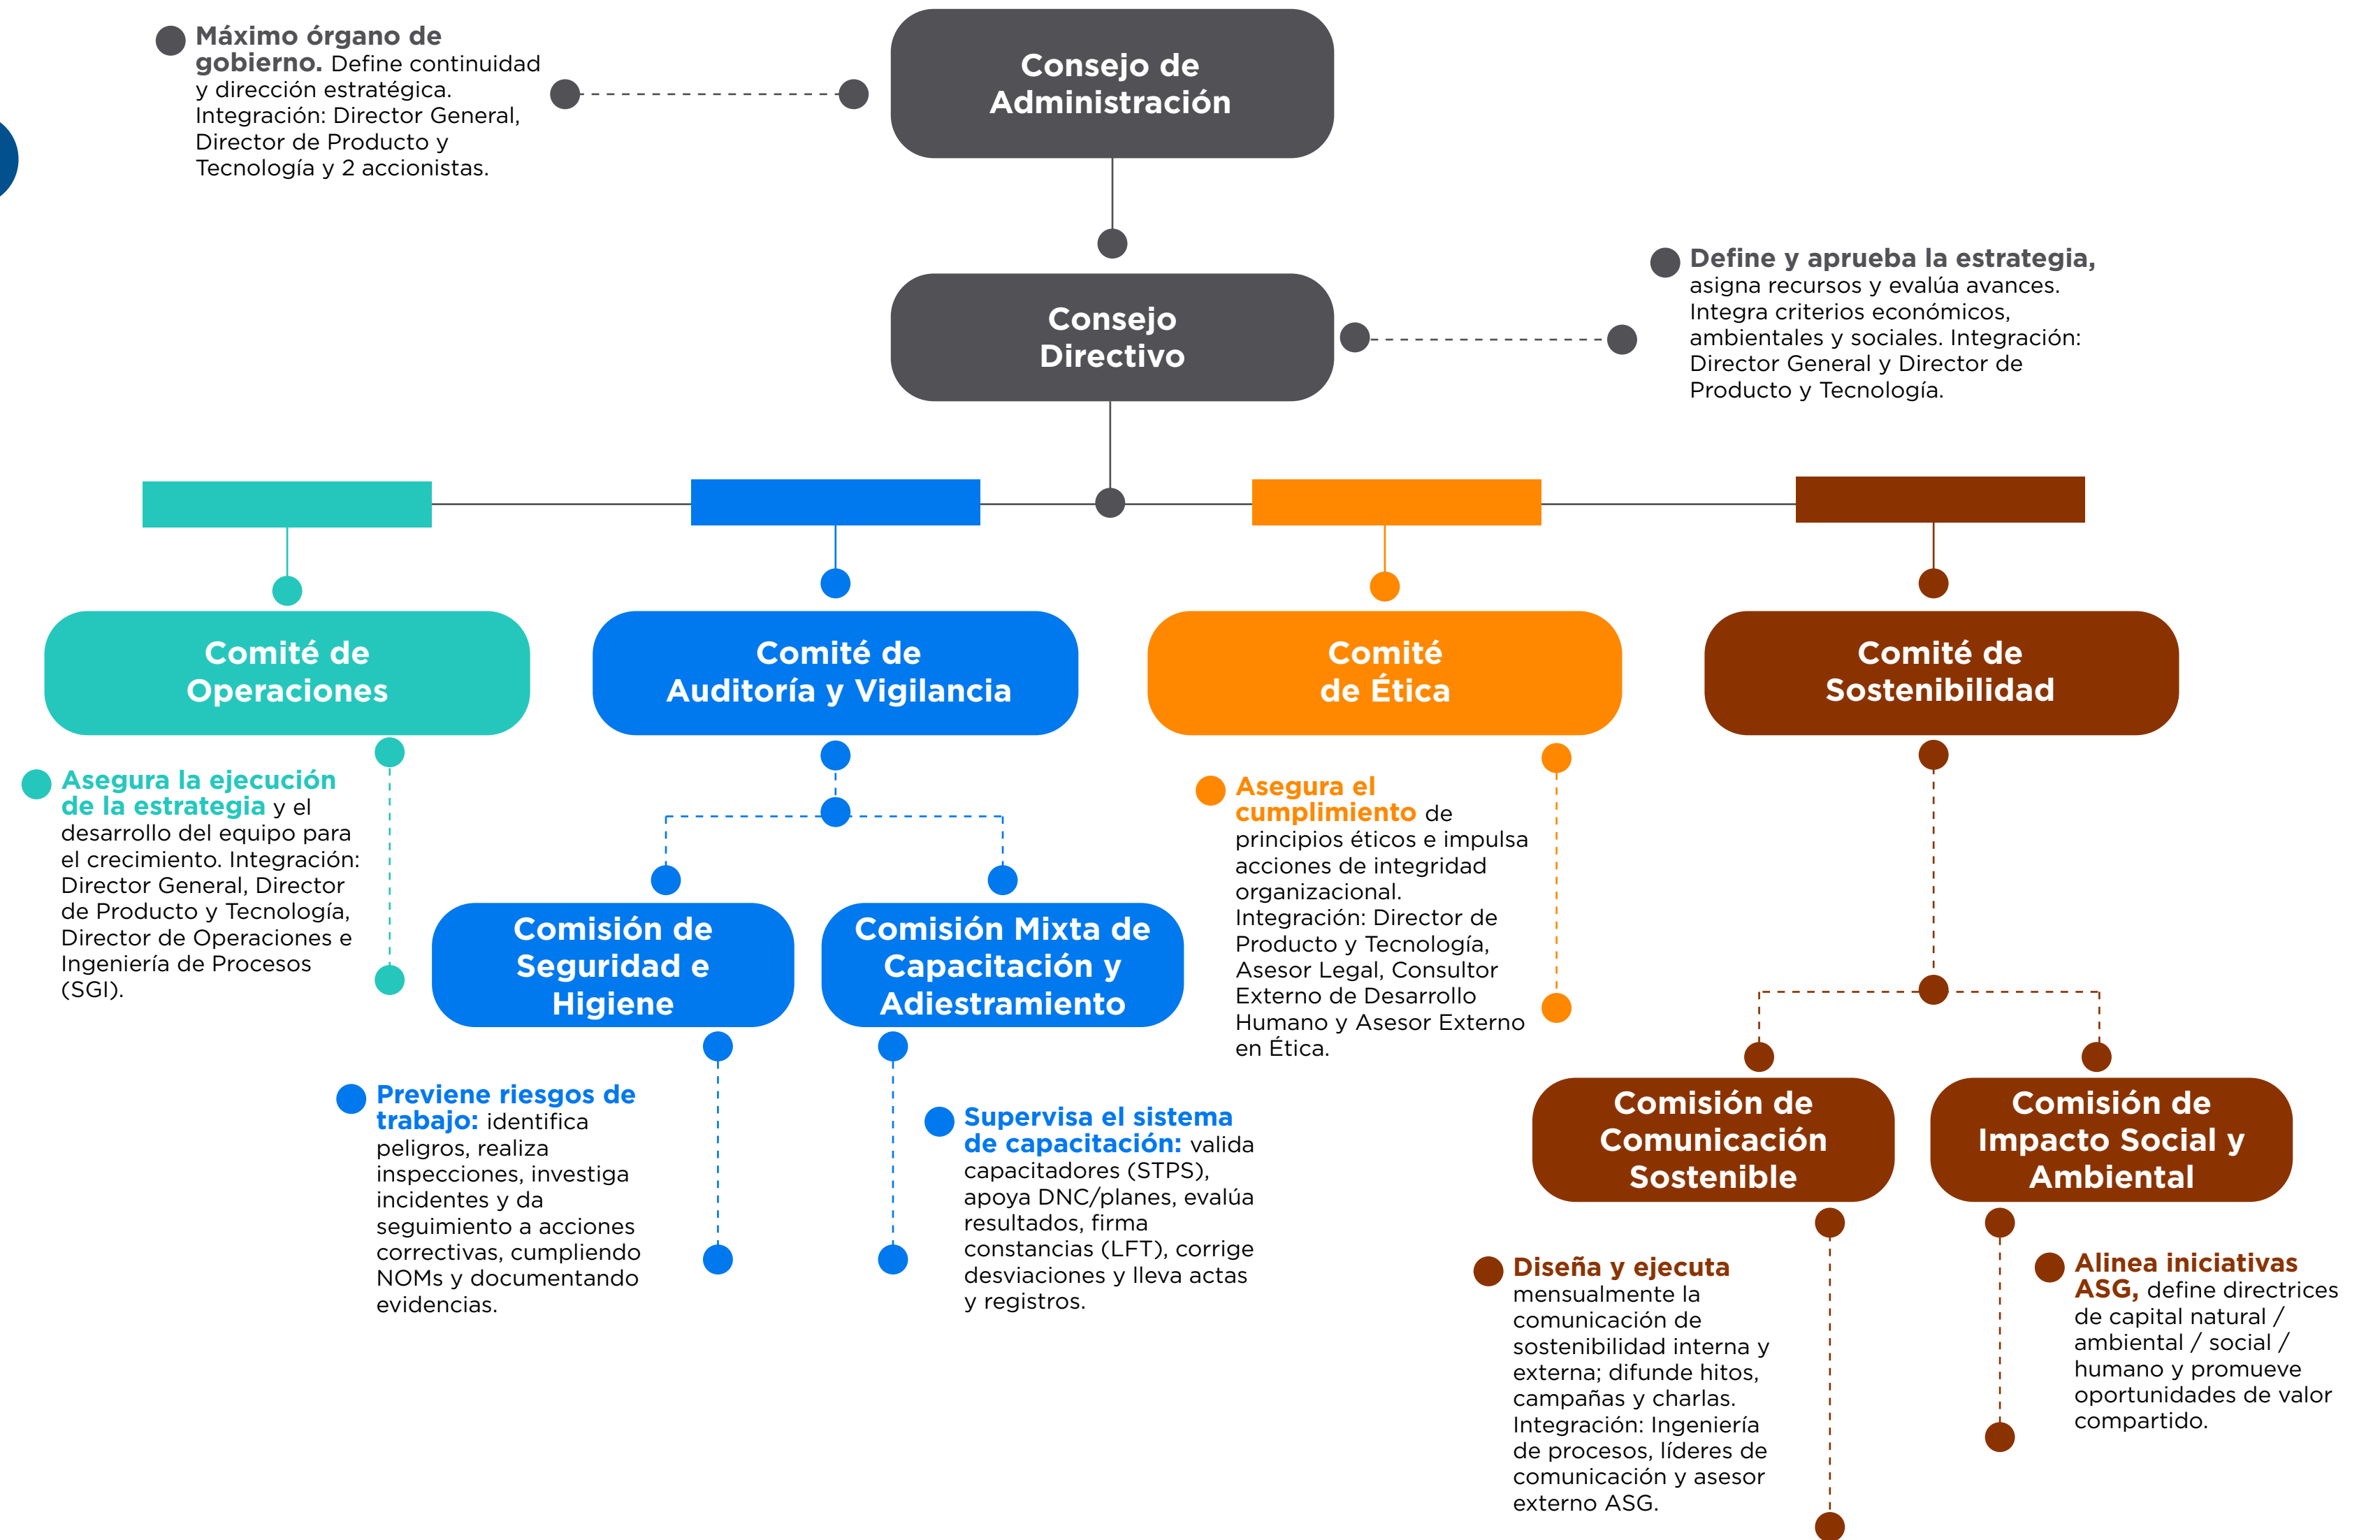 Máximo órgano de
gobierno. Define continuidad
y dirección estratégica.
Integración: Director General,
Director de Producto y
Tecnología y 2 accionistas.
Consejo de
Administración
Consejo
Directivo
Define y aprueba la estrategia,
asigna recursos y evalúa avances.
Integra criterios económicos,
ambientales y sociales. Integración:
Director General y Director de
Producto y Tecnología.
Comité de
Operaciones
Comité de
Auditoría y Vigilancia
Comité
de Ética
Comité de
Sostenibilidad
Asegura la ejecución
de la estrategia y el
desarrollo del equipo para
el crecimiento. Integración:
Director General, Director
de Producto y Tecnología,
Director de Operaciones e
Ingeniería de Procesos
(SGI).
Comisión de
Seguridad e
Higiene
Comisión Mixta de
Capacitación y
Adiestramiento
Asegura el
cumplimiento de
principios éticos e impulsa
acciones de integridad
organizacional.
Integración: Director de
Producto y Tecnología,
Asesor Legal, Consultor
Externo de Desarrollo
Humano y Asesor Externo
en Ética.
Previene riesgos de
trabajo: identifica
peligros, realiza
inspecciones, investiga
incidentes y da
seguimiento a acciones
correctivas, cumpliendo
NOMs y documentando
evidencias.
Supervisa el sistema
de capacitación: valida
capacitadores (STPS),
apoya DNC/planes, evalúa
resultados, firma
constancias (LFT), corrige
desviaciones y lleva actas
y registros.
Comisión de
Comunicación
Sostenible
Comisión de
Impacto Social y
Ambiental
Diseña y ejecuta
mensualmente la
comunicación de
sostenibilidad interna y
externa; difunde hitos,
campañas y charlas.
Integración: Ingeniería
de procesos, líderes de
comunicación y asesor
externo ASG.
Alinea iniciativas
ASG, define directrices
de capital natural /
ambiental / social /
humano y promueve
oportunidades de valor
compartido.